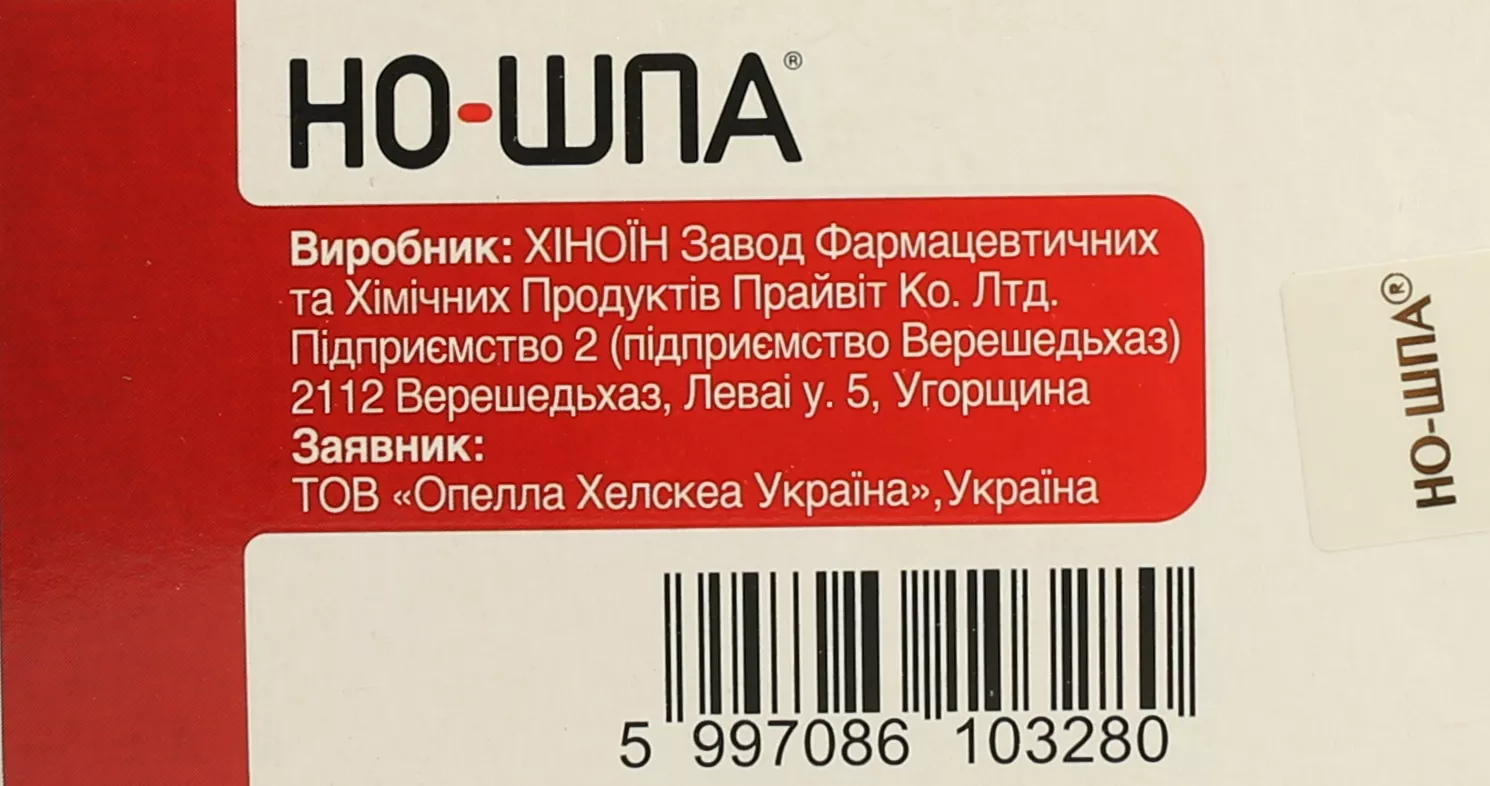 НО-ШПА®
Виробник: ХІНОЇН Завод Фармацевтичних
та Хімічних Продуктів Прайвіт Ко. Лтд.
Підприємство 2 (підприємство Верешедьхаз)
2112 Верешедьхаз, Леваі у. 5, Угорщина
Заявник:
ТОВ «Опелла Хелскеа Україна»,Україна
5 997086 103280
НО-ШПА®